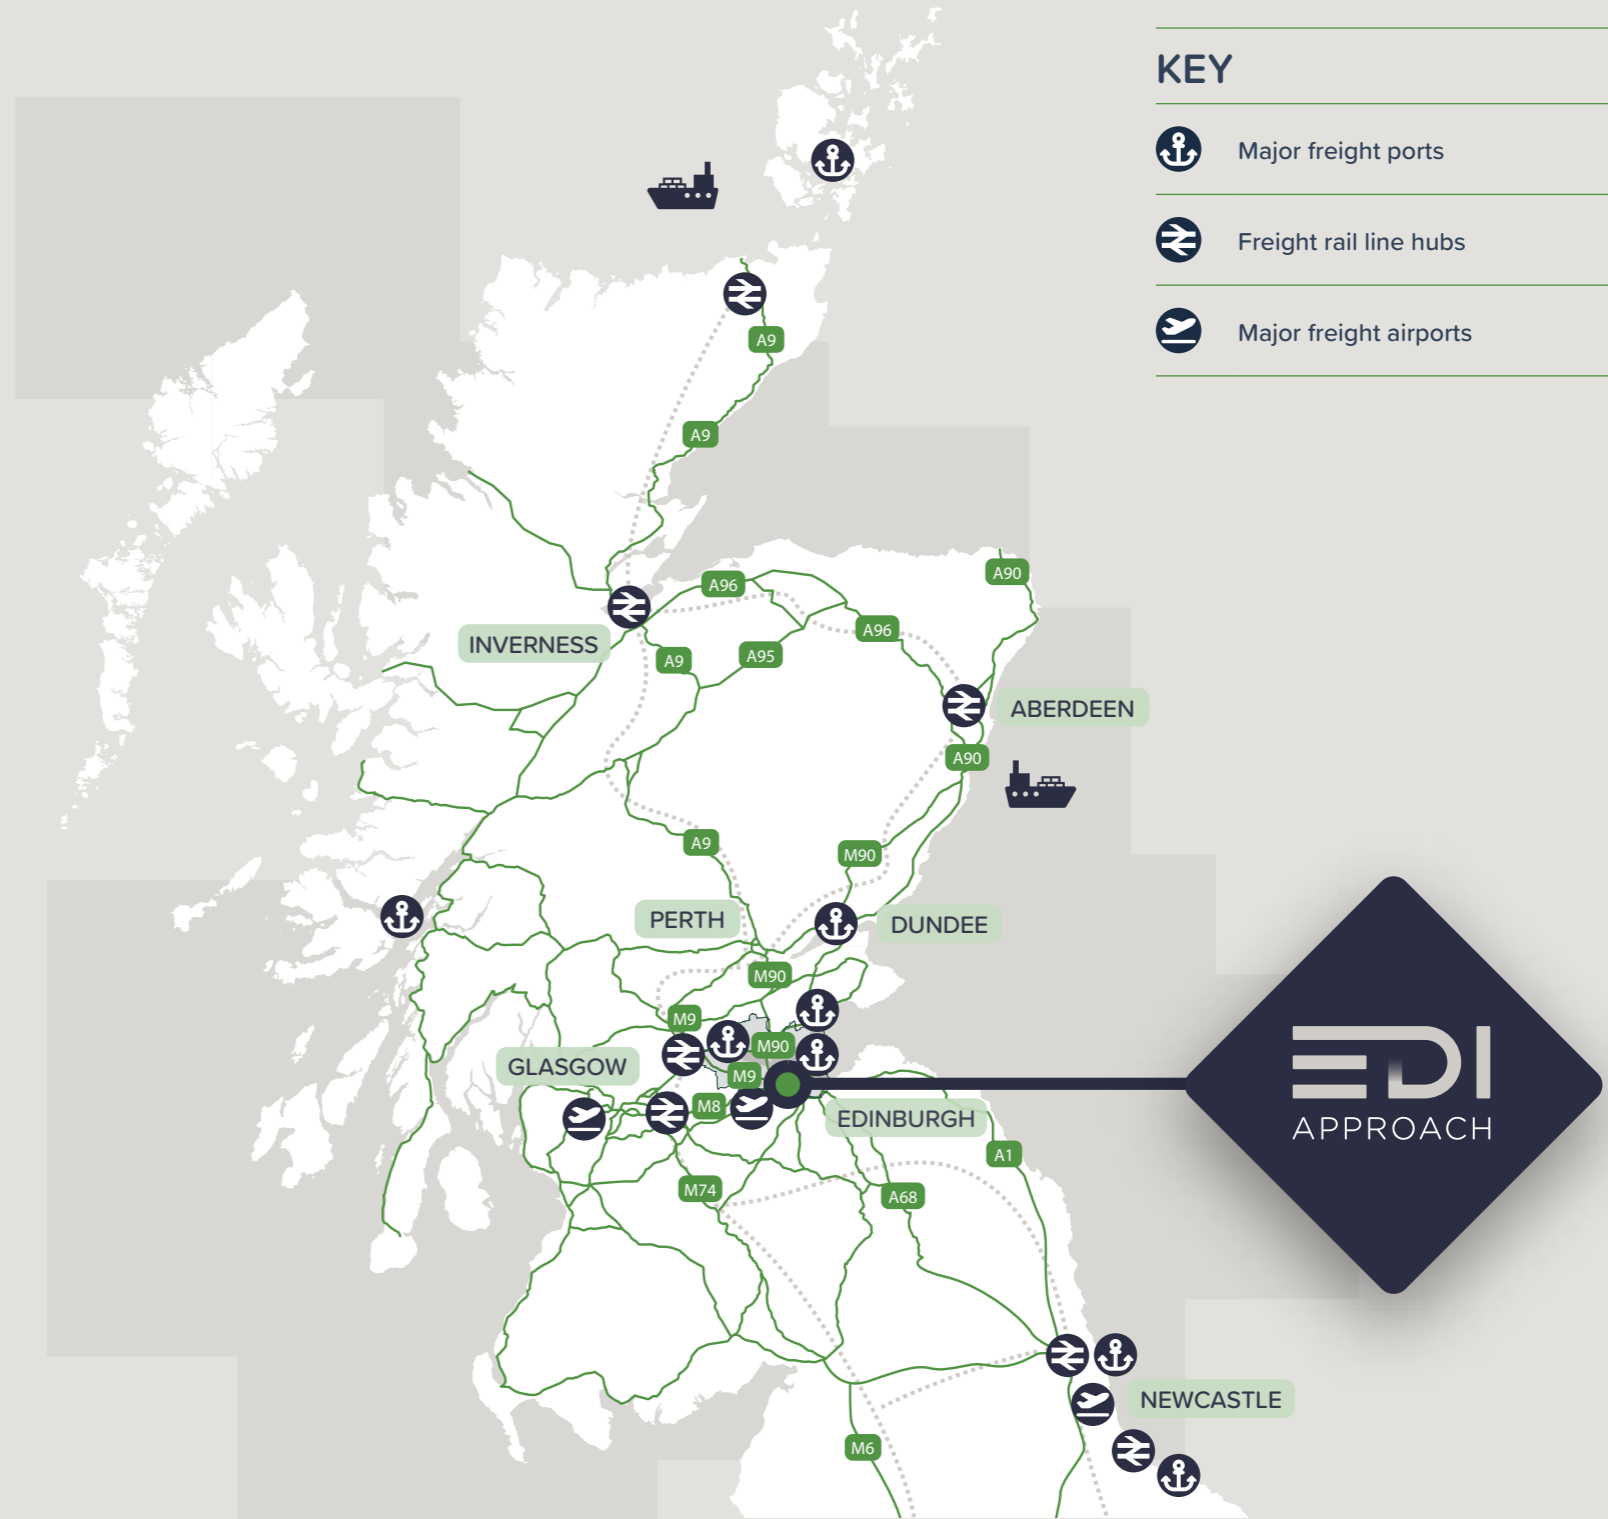 KEY
Major freight ports
Freight rail line hubs
Major freight airports
A9
A9
A90
A96
A96
INVERNESS
A9
A95
ABERDEEN
A90
A9
M90
PERTH
DUNDEE
M90
M9
M90
GLASGOW
M9
M8
EDINBURGH
EDI
APPROACH
A1
M74
A68
NEWCASTLE
M6